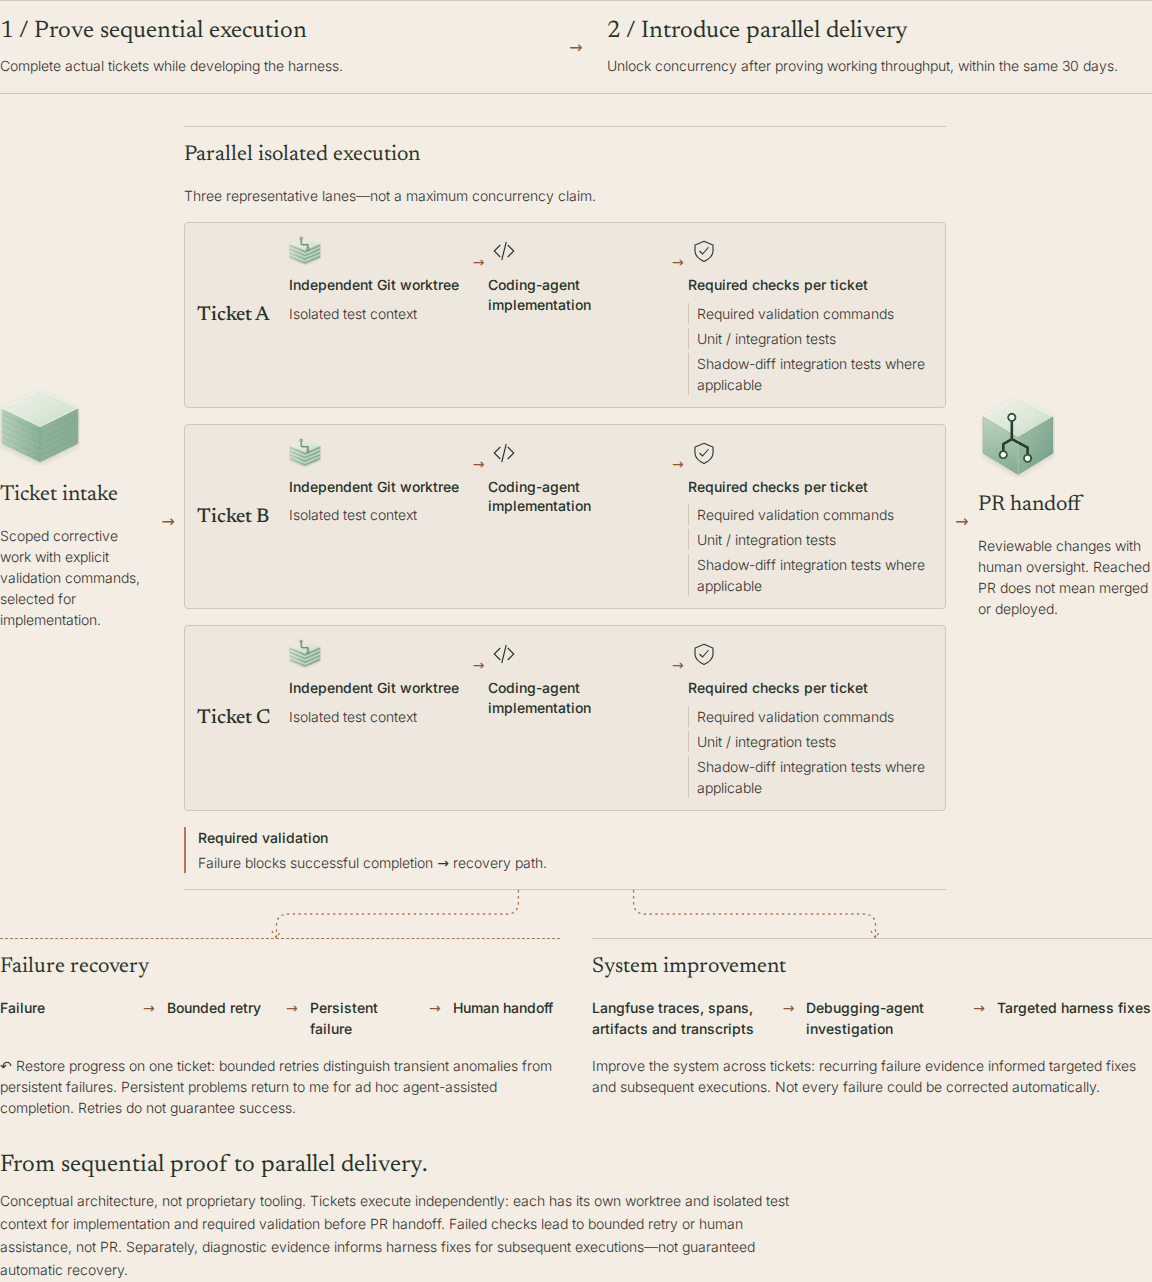 1 / Prove sequential execution
Complete actual tickets while developing the harness.
→
2 / Introduce parallel delivery
Unlock concurrency after proving working throughput, within the same 30 days.
Ticket intake
Scoped corrective
work with explicit
validation commands,
selected for
implementation.
→
Parallel isolated execution
Three representative lanes—not a maximum concurrency claim.
Ticket A
Independent Git worktree
Isolated test context
→
</>
Coding-agent
implementation
→
Required checks per ticket
Required validation commands
Unit / integration tests
Shadow-diff integration tests where
applicable
Ticket B
Independent Git worktree
Isolated test context
→
</>
Coding-agent
implementation
→
Required checks per ticket
Required validation commands
Unit / integration tests
Shadow-diff integration tests where
applicable
Ticket C
Independent Git worktree
Isolated test context
→
</>
Coding-agent
implementation
→
Required checks per ticket
Required validation commands
Unit / integration tests
Shadow-diff integration tests where
applicable
Required validation
Failure blocks successful completion → recovery path.
→
PR handoff
Reviewable changes with
human oversight. Reached
PR does not mean merged
or deployed.
Failure recovery
Failure → Bounded retry → Persistent failure → Human handoff
↶ Restore progress on one ticket: bounded retries distinguish transient anomalies from
persistent failures. Persistent problems return to me for ad hoc agent-assisted
completion. Retries do not guarantee success.
System improvement
Langfuse traces, spans,
artifacts and transcripts
→
Debugging-agent
investigation
→
Targeted harness fixes
Improve the system across tickets: recurring failure evidence informed targeted fixes
and subsequent executions. Not every failure could be corrected automatically.
From sequential proof to parallel delivery.
Conceptual architecture, not proprietary tooling. Tickets execute independently: each has its own worktree and isolated test
context for implementation and required validation before PR handoff. Failed checks lead to bounded retry or human
assistance, not PR. Separately, diagnostic evidence informs harness fixes for subsequent executions—not guaranteed
automatic recovery.